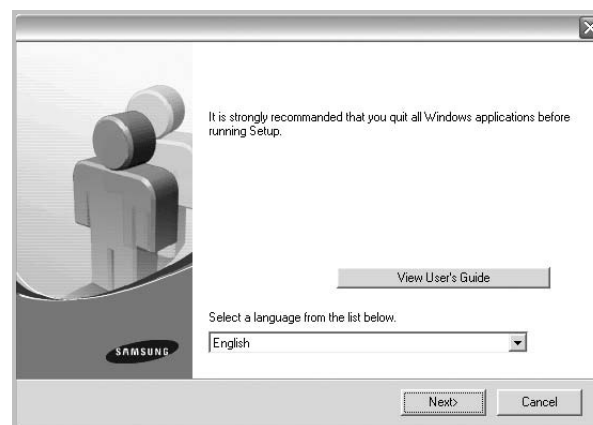 It is strongly recommanded that you quit all Windows applications before
running Setup.
View User's Guide
Select a language from the list below.
English
SAMSUNG
Next>
Cancel